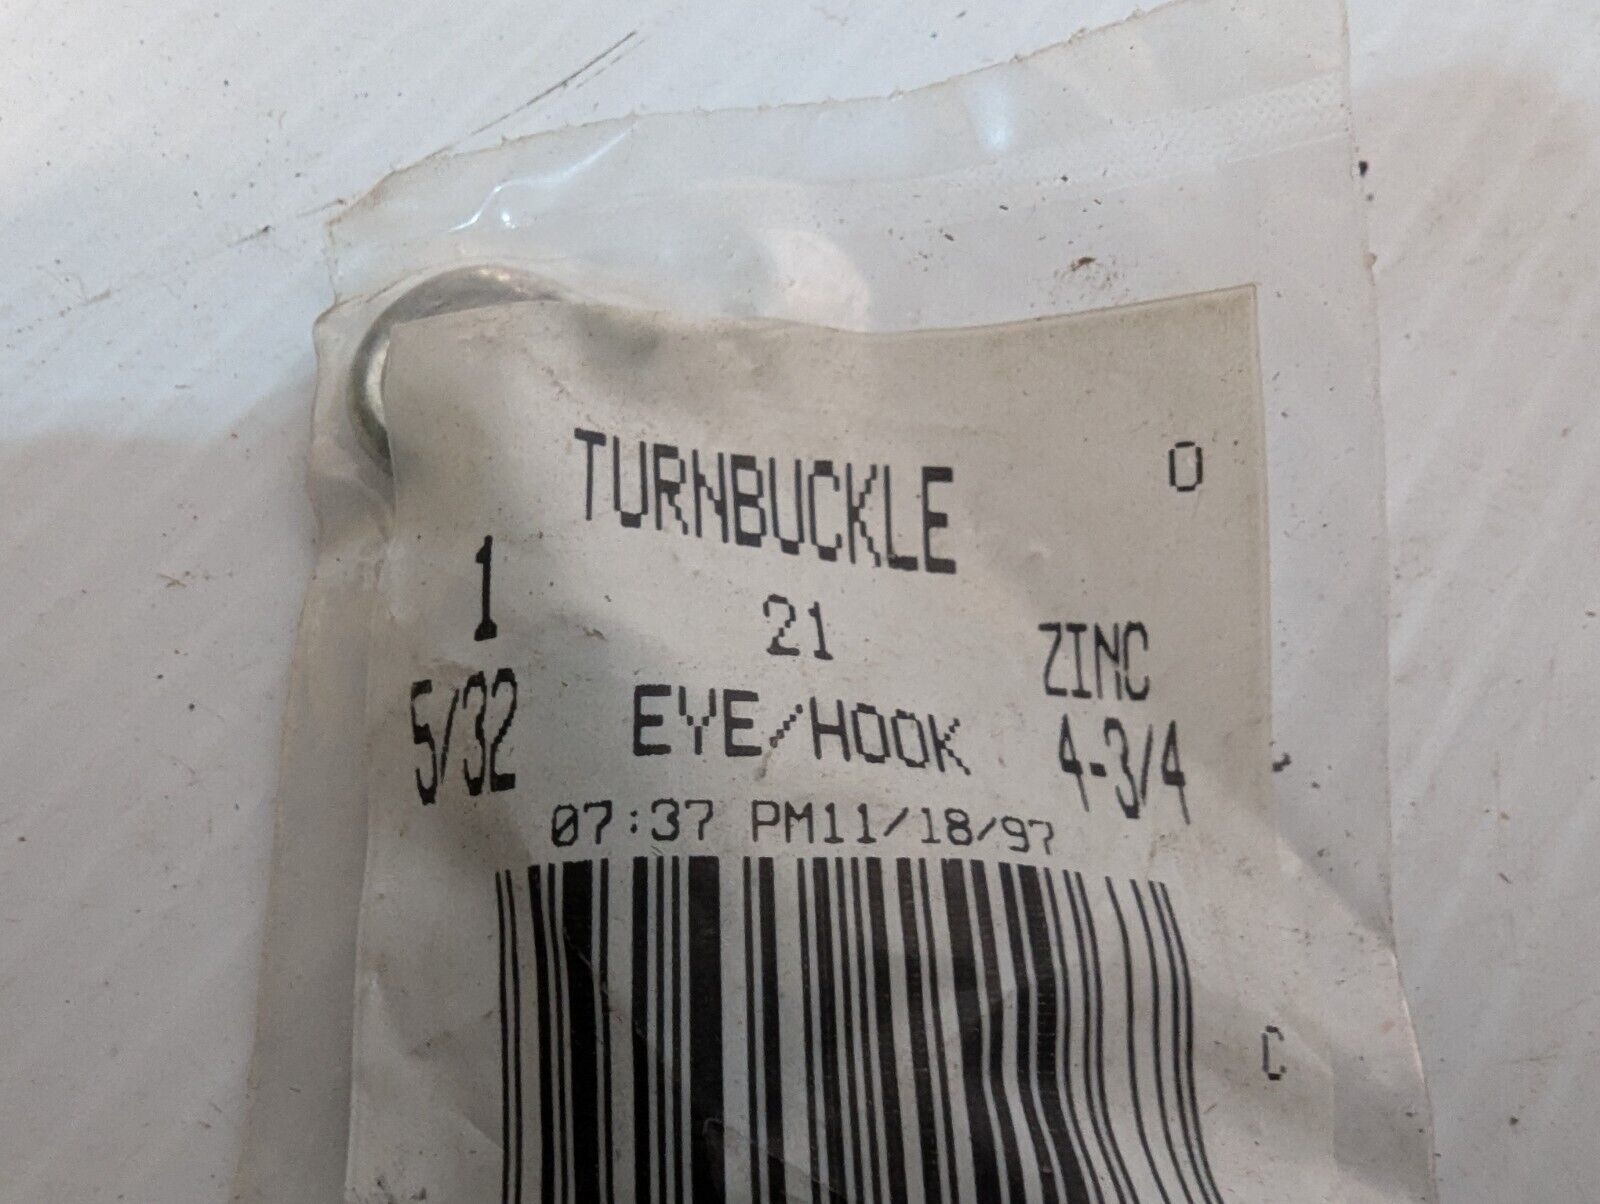 TURNBUCKLE 0
1 21 ZINC
5/32 EYE/HOOK 4-3/4
07:37 PM11/18/97
C